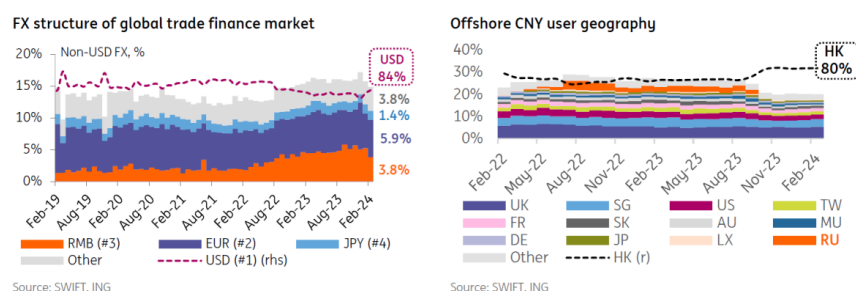 FX structure of global trade finance market
20%
15%
10%
5%
0%
Non-USD FX, %
USD
84%
3.8%
1.4%
5.9%
3.8%
Feb-19
Aug-19
Feb-20
Aug-20
Feb-21
Aug-21
Feb-22
Aug-22
Feb-23
Aug-23
Feb-24
RMB (#3)
EUR (#2)
JPY (#4)
Other
USD (#1) (rhs)
Source: SWIFT, ING
Offshore CNY user geography
40%
30%
20%
10%
0%
HK
80%
Feb-22
May-22
Aug-22
Nov-22
Feb-23
May-23
Aug-23
Nov-23
Feb-24
UK
SG
US
TW
FR
SK
AU
MU
DE
JP
LX
RU
Other
HK (r)
Source: SWIFT, ING